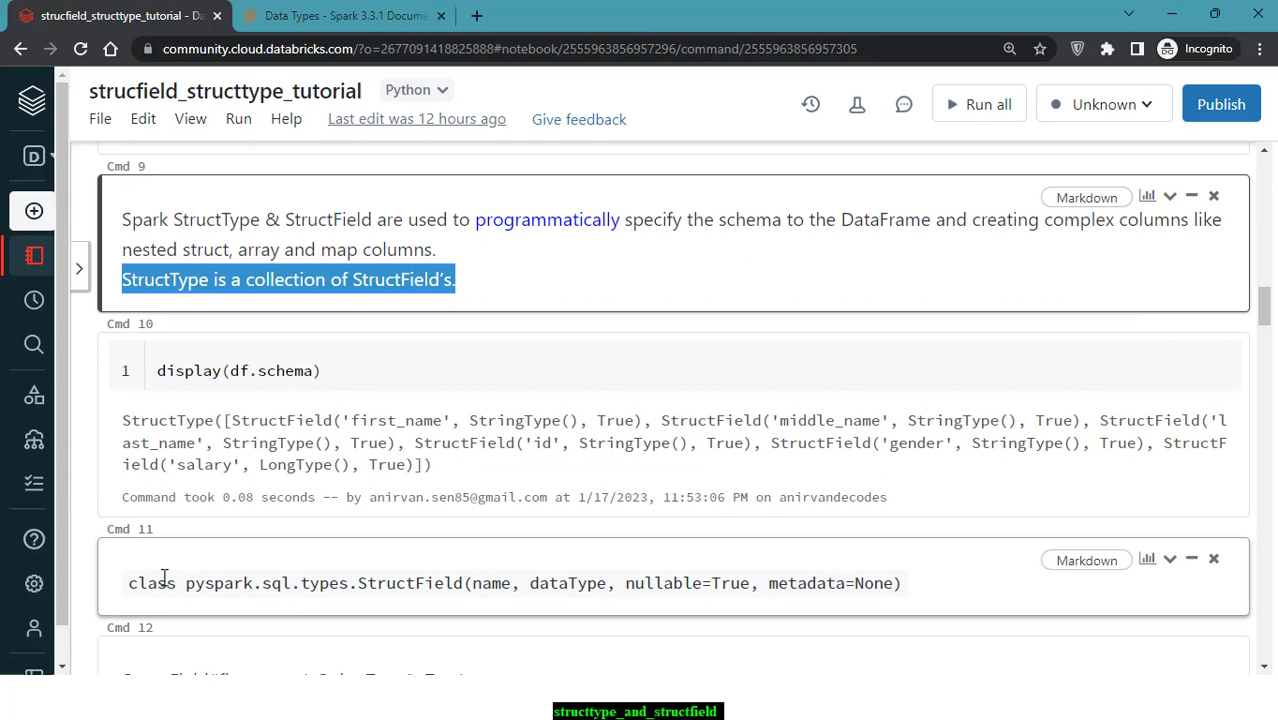 strucfield_structtype_tutorial - Da
Data Types - Spark 3.3.1 Docume
community.cloud.databricks.com/?o=2677091418825888#notebook/2555963856957296/command/2555963856957305
Incognito
strucfield_structtype_tutorial
Python
Run all
Unknown
Publish
File
Edit
View
Run
Help
Last edit was 12 hours ago
Give feedback
D
Cmd 9
Markdown
Spark StructType & StructField are used to programmatically specify the schema to the DataFrame and creating complex columns like
nested struct, array and map columns.
StructType is a collection of StructField’s.
Cmd 10
1
display(df.schema)
StructType([StructField('first_name', StringType(), True), StructField('middle_name', StringType(), True), StructField('l
ast_name', StringType(), True), StructField('id', StringType(), True), StructField('gender', StringType(), True), StructF
ield('salary', LongType(), True)])
Command took 0.08 seconds -- by anirvan.sen85@gmail.com at 1/17/2023, 11:53:06 PM on anirvandecodes
Cmd 11
Markdown
class pyspark.sql.types.StructField(name, dataType, nullable=True, metadata=None)
Cmd 12
structtype_and_structfield